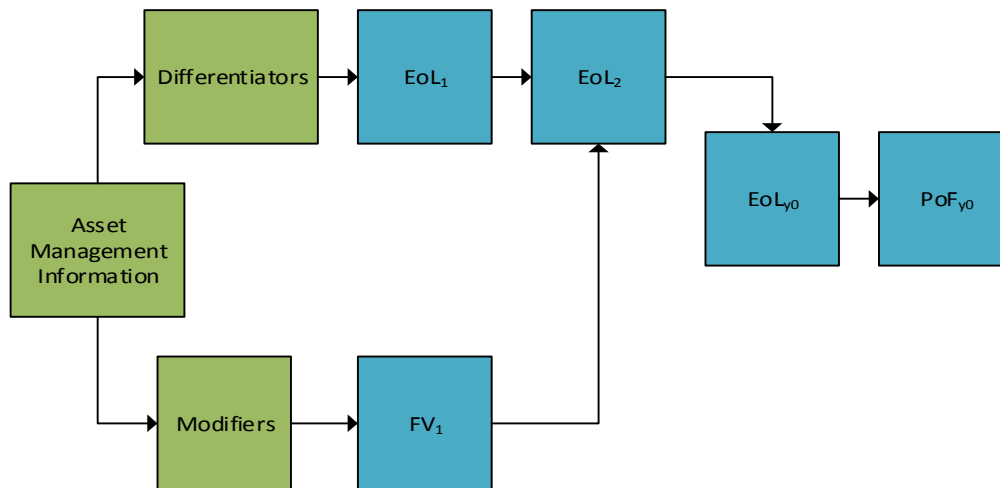 Differentiators
EoL₁
EoL₂
EoLy0
PoFy0
Asset
Management
Information
Modifiers
FV₁